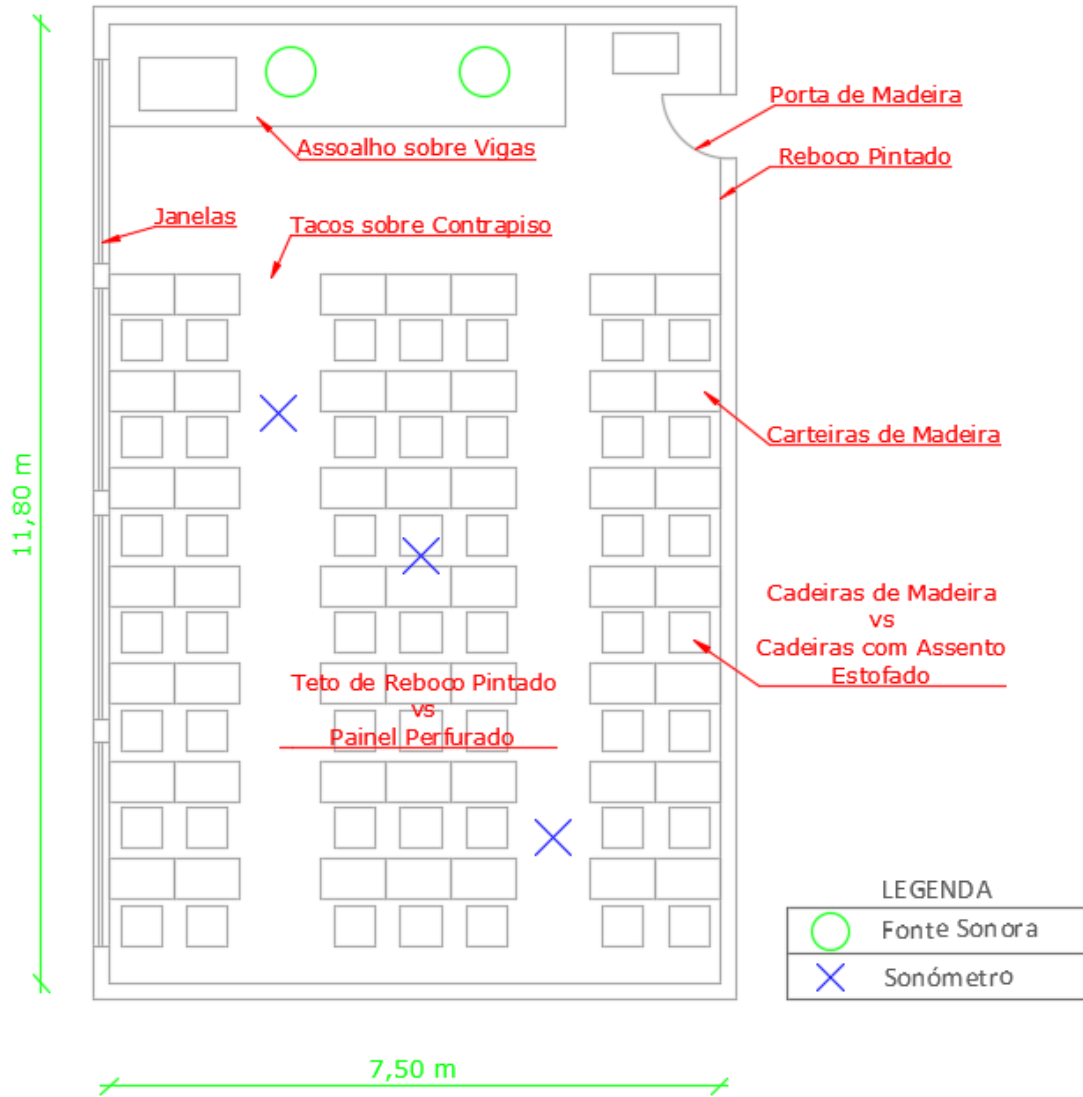 Porta de Madeira
Assoalho sobre Vigas
Reboco Pintado
Janelas
Tacos sobre Contrapiso
Carteiras de Madeira
11,80 m
Cadeiras de Madeira
vs
Cadeiras com Assento
Estofado
Teto de Reboco Pintado
vs
Painel Perfurado
LEGENDA
Fonte Sonora
Sonómetro
7,50 m